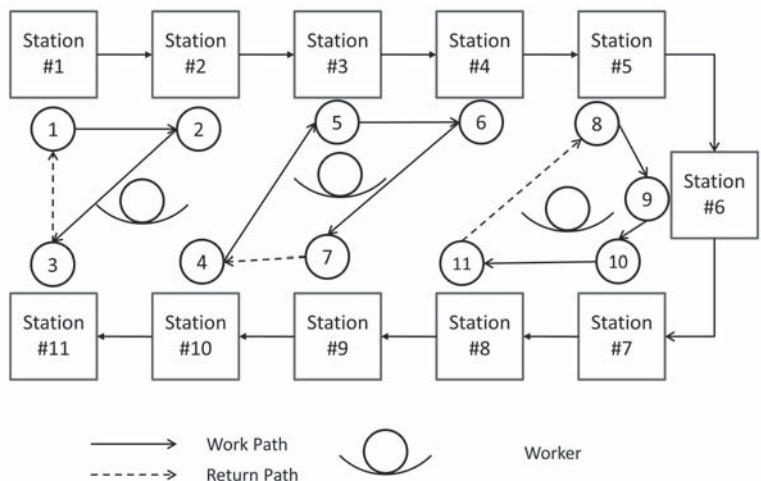 Station
#1
Station
#2
Station
#3
Station
#4
Station
#5
1
2
5
6
8
Station
#6
9
3
4
7
11
10
Station
#11
Station
#10
Station
#9
Station
#8
Station
#7
Work Path
Return Path
Worker